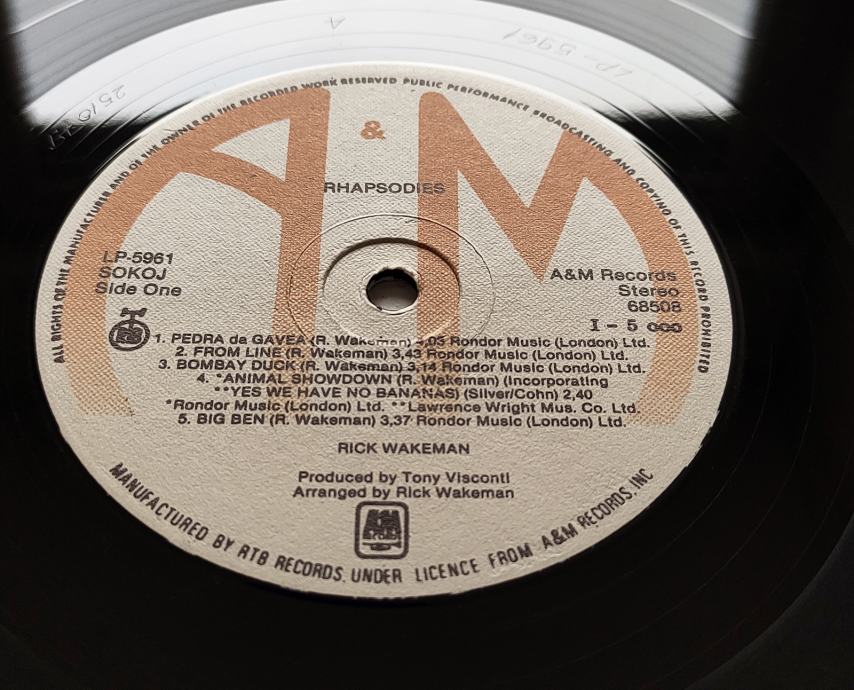 LP-5961
A
ALL RIGHTS OF THE MANUFACTURER AND OF THE OWNER OF THE RECORDED WORK RESERVED PUBLIC PERFORMANCE BROADCASTING AND COPYING OF THIS RECORD PROHIBITED
A & M
RHAPSODIES
LP-5961
SOKOJ
Side One
A&M Records
Stereo
68508
I - 5
1. PEDRA da GAVEA (R. Wakeman) 4,03 Rondor Music (London) Ltd.
2. FROM LINE (R. Wakeman) 3,43 Rondor Music (London) Ltd.
3. BOMBAY DUCK (R. Wakeman) 3,14 Rondor Music (London) Ltd.
4. *ANIMAL SHOWDOWN (R. Wakeman) (Incorporating
**YES WE HAVE NO BANANAS) (Silver/Cohn) 2,40
*Rondor Music (London) Ltd. **Lawrence Wright Mus. Co. Ltd.
5. BIG BEN (R. Wakeman) 3,37 Rondor Music (London) Ltd.
RICK WAKEMAN
Produced by Tony Visconti
Arranged by Rick Wakeman
A&M
MANUFACTURED BY RTB RECORDS, UNDER LICENCE FROM A&M RECORDS, INC